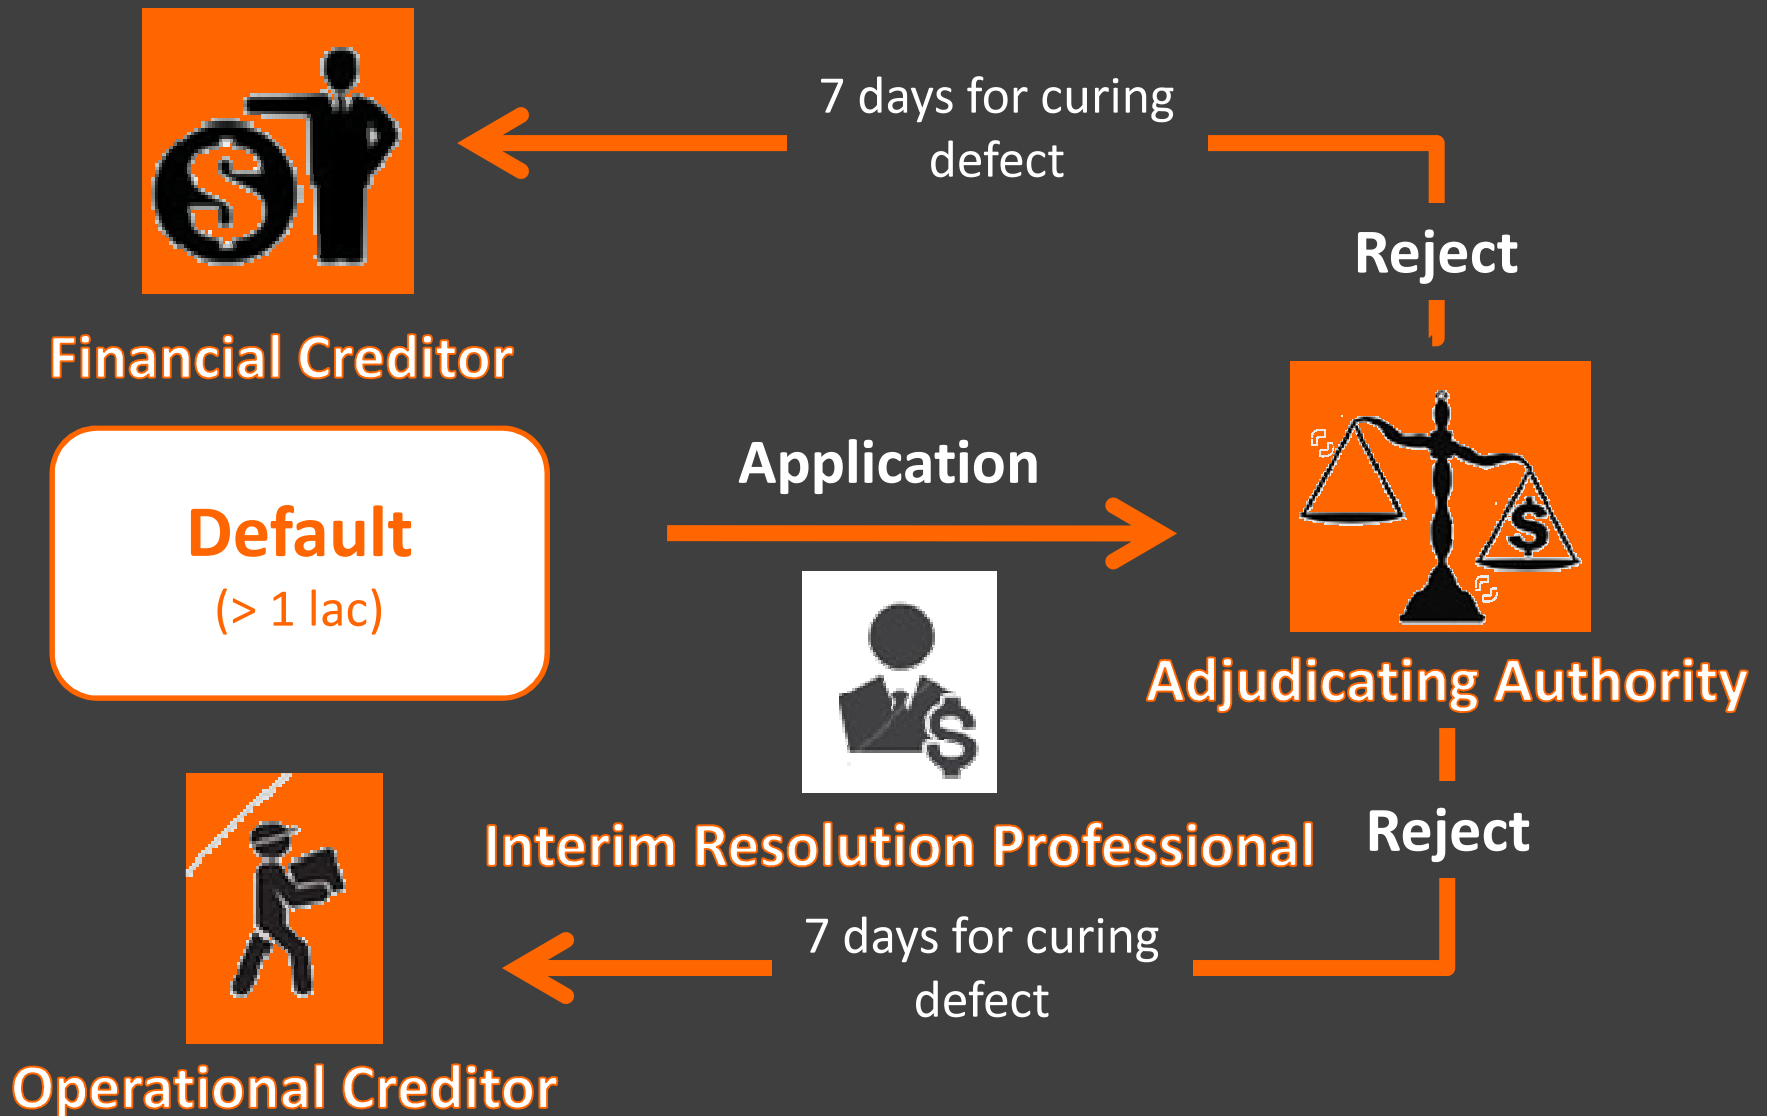 7 days for curing
defect
Reject
Financial Creditor
Default
(> 1 lac)
Application
Adjudicating Authority
Interim Resolution Professional
Reject
7 days for curing
defect
Operational Creditor